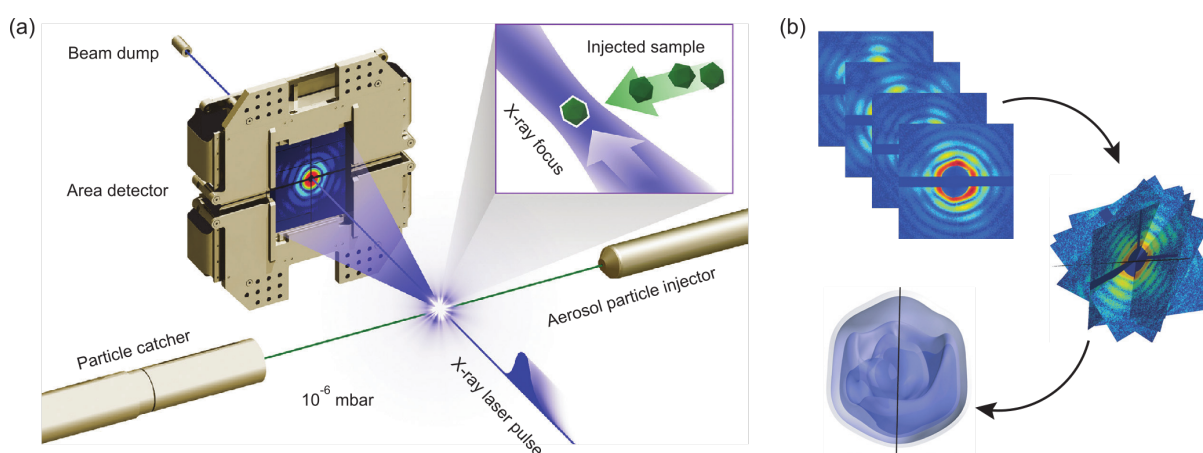 (a)
Beam dump
Area detector
Particle catcher
10⁻⁶ mbar
X-ray laser pulse
Aerosol particle injector
Injected sample
X-ray focus
(b)